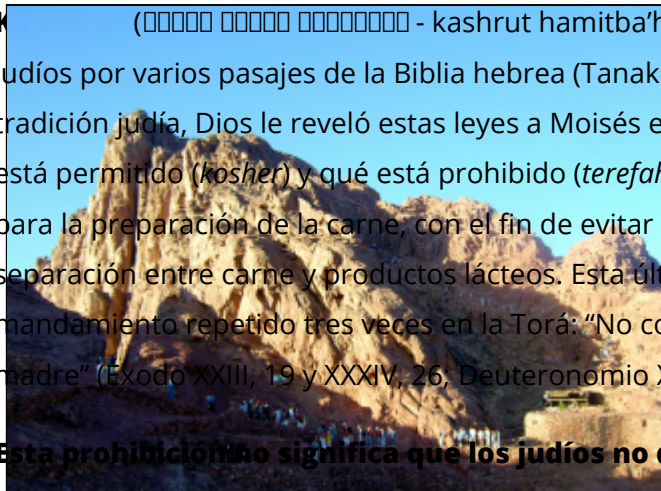 (▯▯▯▯▯ ▯▯▯▯▯ ▯▯▯▯▯▯▯▯ - kashrut hamitba'h
udíos por varios pasajes de la Biblia hebrea (Tanak
tradición judía, Dios le reveló estas leyes a Moisés e
está permitido (kosher) y qué está prohibido (terefah
para la preparación de la carne, con el fin de evitar
separación entre carne y productos lácteos. Esta últ
mandamiento repetido tres veces en la Torá: “No co
madre” (Éxodo XXIII, 19 y XXXIV, 26; Deuteronomio X
Esta prohibición no significa que los judíos no